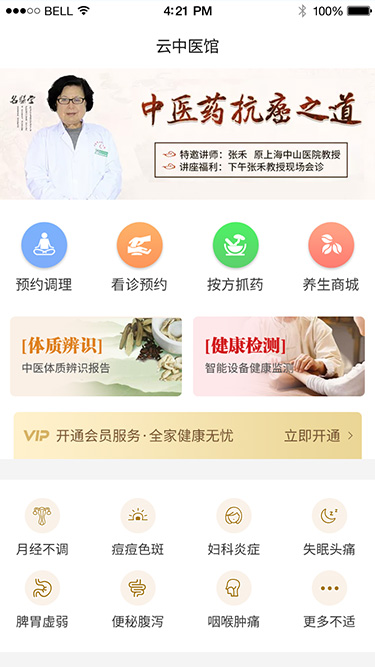 BELL 4:21 PM 100%
云中医馆
中医药抗癌之道
特邀讲师：张禾 原上海中山医院教授
讲座福利：下午张禾教授现场会诊
预约调理 看诊预约 按方抓药 养生商城
[体质辨识] [健康检测]
中医体质辨识报告 智能设备健康监测
VIP 开通会员服务·全家健康无忧 立即开通
月经不调 痘痘色斑 妇科炎症 失眠头痛
脾胃虚弱 便秘腹泻 咽喉肿痛 更多不适